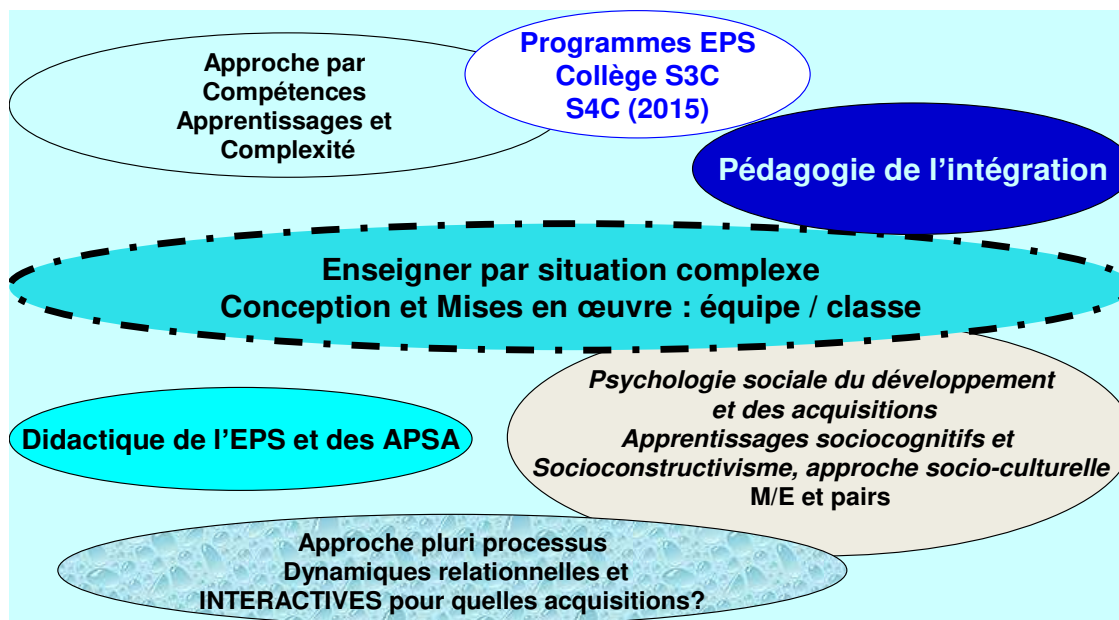 Approche par
Compétences
Apprentissages et
Complexité
Programmes EPS
Collège S3C
S4C (2015)
Pédagogie de l'intégration
Enseigner par situation complexe
Conception et Mises en œuvre : équipe / classe
Psychologie sociale du développement
et des acquisitions
Apprentissages sociocognitifs et
Socioconstructivisme, approche socio-culturelle
M/E et pairs
Didactique de l'EPS et des APSA
Approche pluri processus
Dynamiques relationnelles et
INTERACTIVES pour quelles acquisitions?